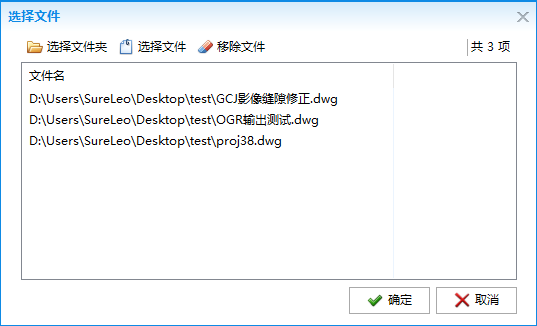 选择文件
选择文件夹 选择文件 移除文件 共 3 项
文件名
D:\Users\SureLeo\Desktop\test\GCJ影像缝隙修正.dwg
D:\Users\SureLeo\Desktop\test\OGR输出测试.dwg
D:\Users\SureLeo\Desktop\test\proj38.dwg
确定 取消